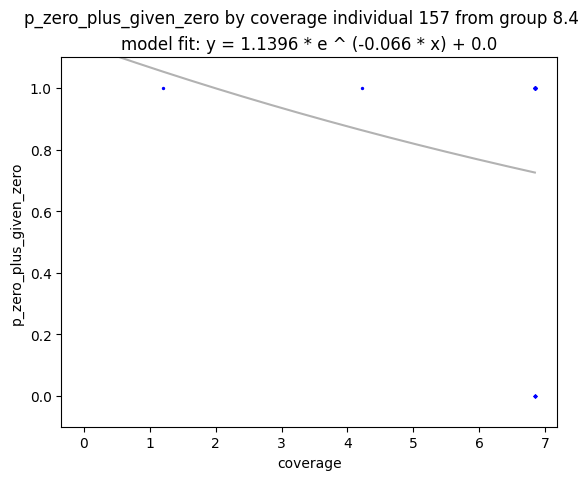 p_zero_plus_given_zero by coverage individual 157 from group 8.4
model fit: y = 1.1396 * e ^ (-0.066 * x) + 0.0
1.0
0.8
0.6
0.4
0.2
0.0
p_zero_plus_given_zero
0 1 2 3 4 5 6 7
coverage